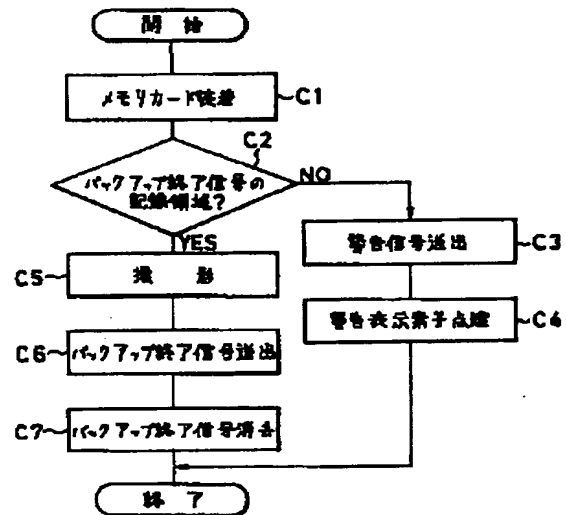 開始
メモリカード装着
C1
C2
バックアップ終了信号の
記録領域?
NO
YES
警告信号送出
C3
C5
撮影
警告表示素子点灯
C4
C6
バックアップ終了信号送出
C7
バックアップ終了信号消去
終了